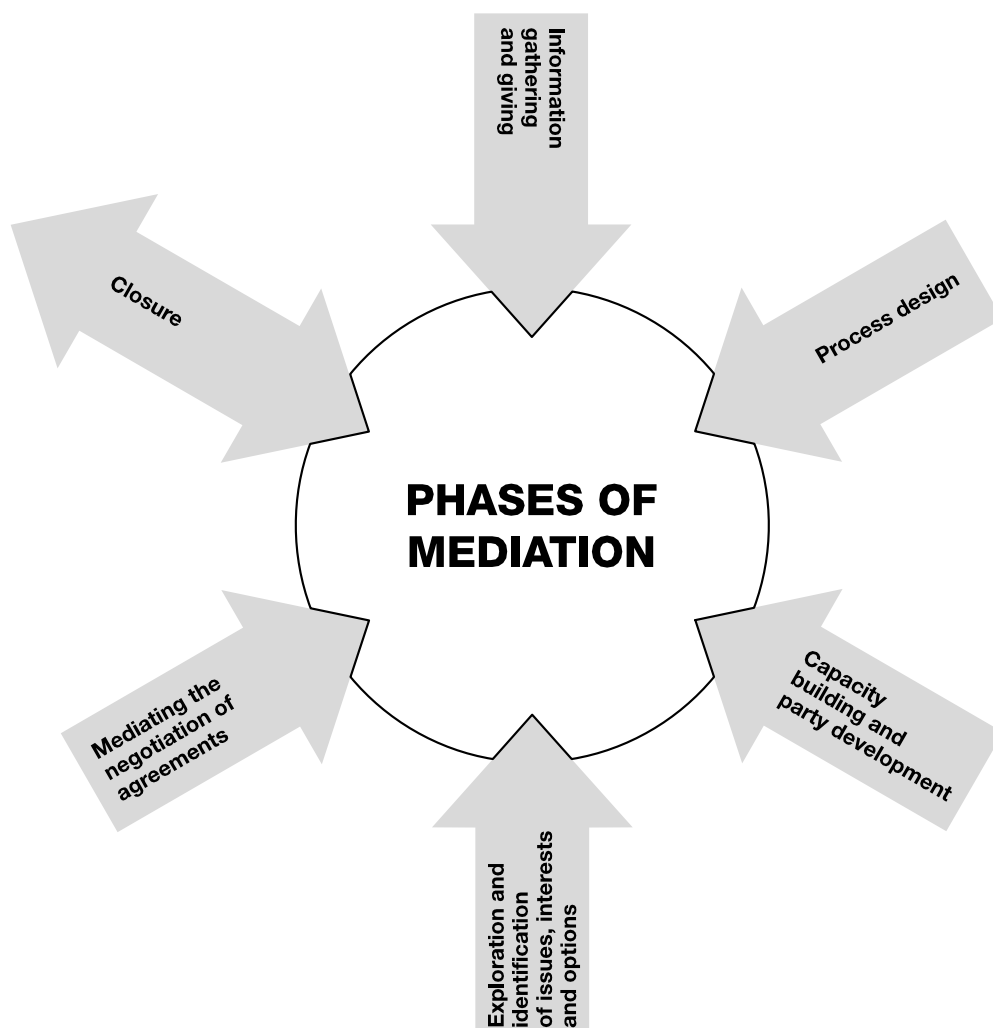 Information
gathering
and giving
Process design
Capacity
building and
party development
Exploration and
identification
of issues, interests
and options
Mediating the
negotiation of
agreements
Closure
PHASES OF
MEDIATION